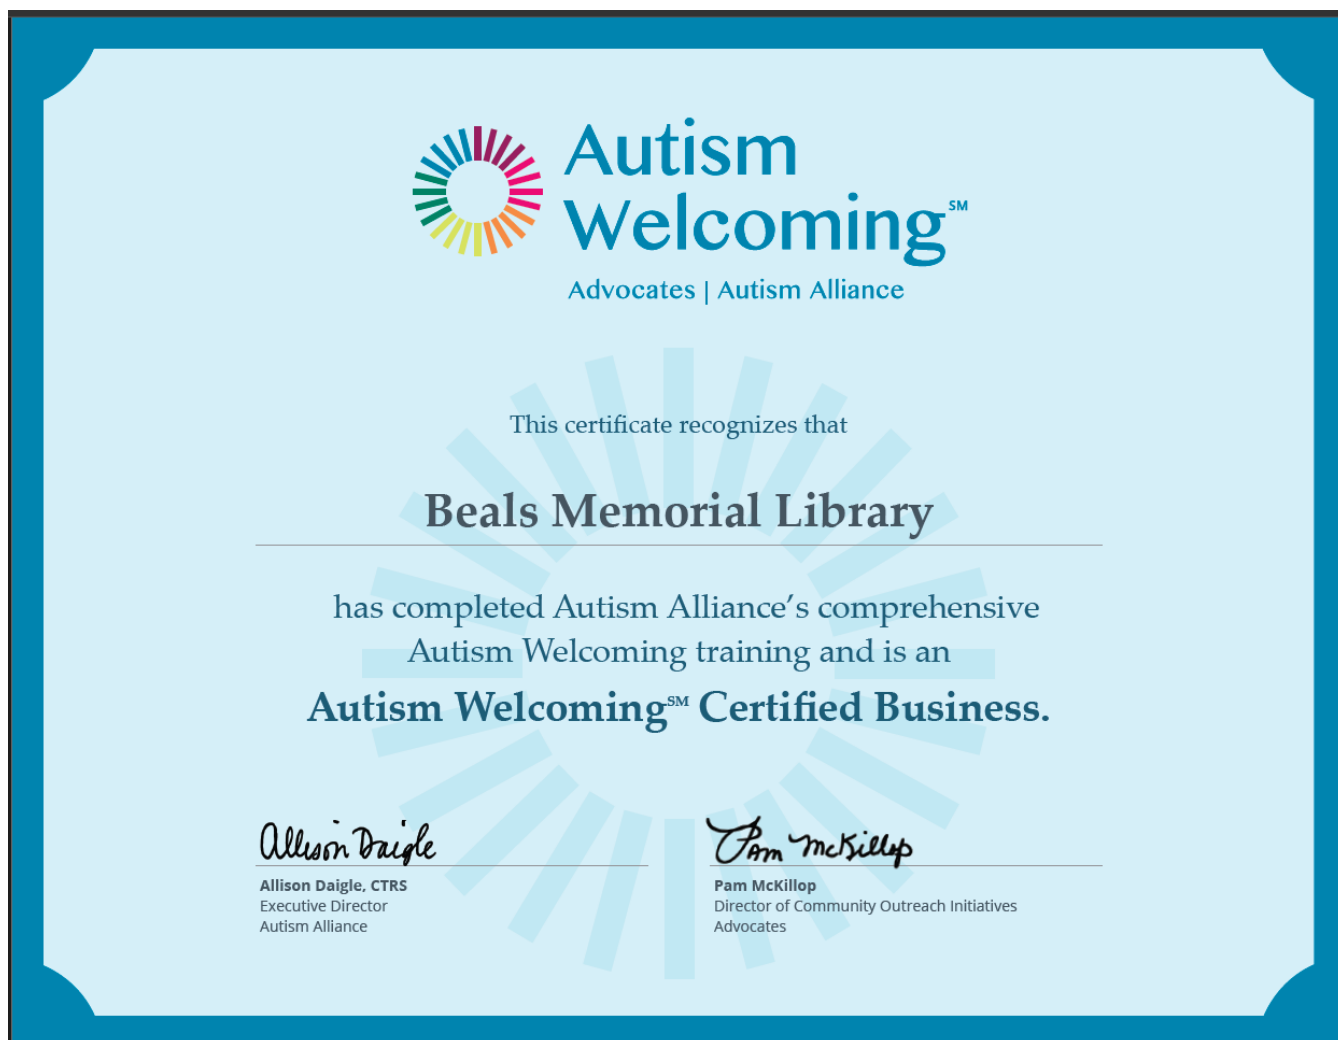 Autism
Welcoming℠
Advocates | Autism Alliance
This certificate recognizes that
Beals Memorial Library
has completed Autism Alliance’s comprehensive
Autism Welcoming training and is an
Autism Welcoming℠ Certified Business.
Allison Daigle
Pam McKillop
Allison Daigle, CTRS
Pam McKillop
Executive Director
Director of Community Outreach Initiatives
Autism Alliance
Advocates